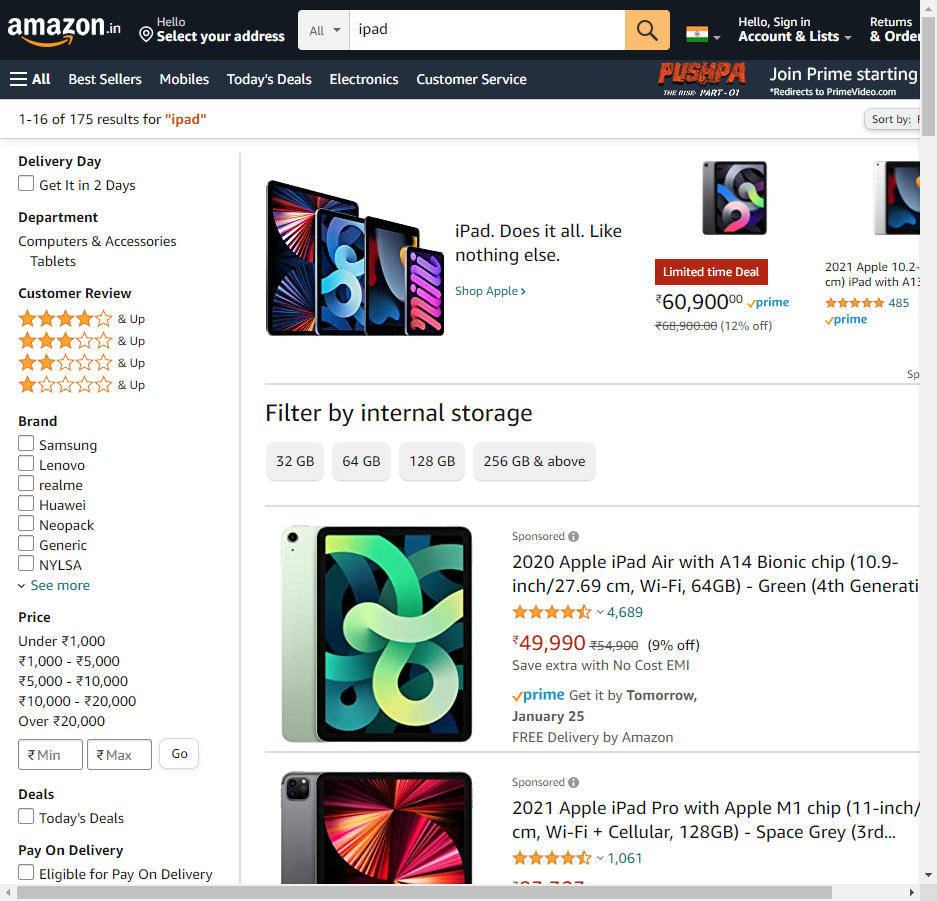 amazon.in
Hello
Select your address
All
ipad
Hello, Sign in
Account & Lists
Returns
& Order
All
Best Sellers
Mobiles
Today's Deals
Electronics
Customer Service
PUSHPA
THE RISE PART-01
Join Prime starting
*Redirects to PrimeVideo.com
1-16 of 175 results for "ipad"
Sort by:
Delivery Day
Get It in 2 Days
Department
Computers & Accessories
Tablets
Customer Review
& Up
& Up
& Up
& Up
Brand
Samsung
Lenovo
realme
Huawei
Neopack
Generic
NYLSA
See more
Price
Under ₹1,000
₹1,000 - ₹5,000
₹5,000 - ₹10,000
₹10,000 - ₹20,000
Over ₹20,000
₹ Min
₹ Max
Go
Deals
Today's Deals
Pay On Delivery
Eligible for Pay On Delivery
iPad. Does it all. Like
nothing else.
Shop Apple ›
Limited time Deal
₹60,90000 prime
₹68,900.00 (12% off)
2021 Apple 10.2-
cm) iPad with A13
485
prime
Sp
Filter by internal storage
32 GB
64 GB
128 GB
256 GB & above
Sponsored
2020 Apple iPad Air with A14 Bionic chip (10.9-
inch/27.69 cm, Wi-Fi, 64GB) - Green (4th Generati
4,689
₹49,990 ₹54,900 (9% off)
Save extra with No Cost EMI
prime Get it by Tomorrow,
January 25
FREE Delivery by Amazon
Sponsored
2021 Apple iPad Pro with Apple M1 chip (11-inch/
cm, Wi-Fi + Cellular, 128GB) - Space Grey (3rd...
1,061